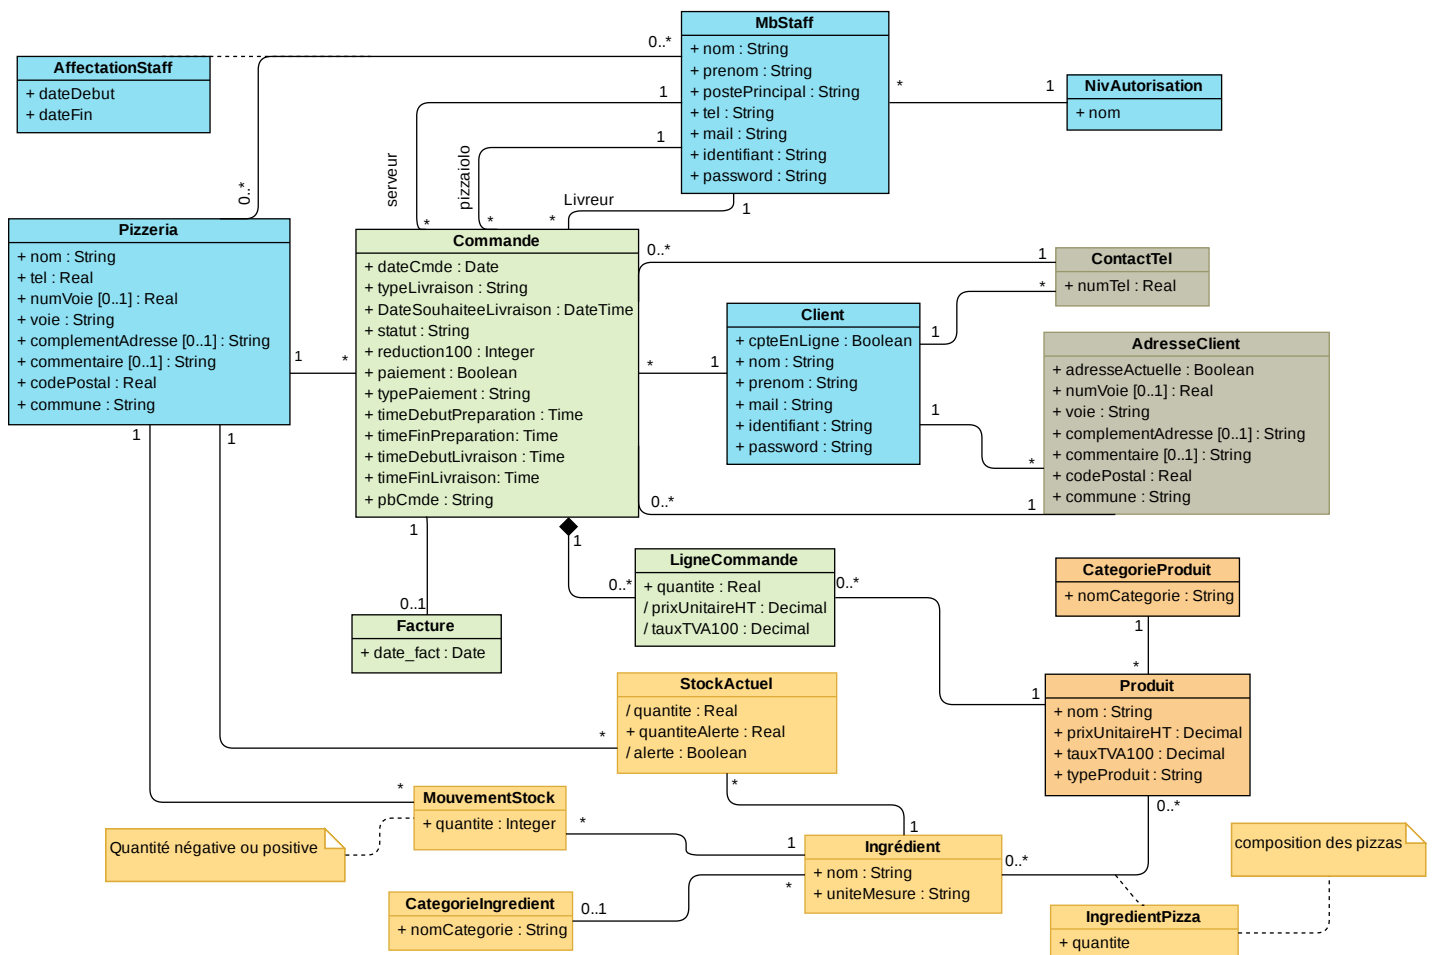 MbStaff
+ nom : String
+ prenom : String
+ postePrincipal : String
+ tel : String
+ mail : String
+ identifiant : String
+ password : String
0..*
1
1
1
*
1
AffectationStaff
+ dateDebut
+ dateFin
NivAutorisation
+ nom
0..*
serveur
pizzaiolo
Livreur
*
*
*
Pizzeria
+ nom : String
+ tel : Real
+ numVoie [0..1] : Real
+ voie : String
+ complementAdresse [0..1] : String
+ commentaire [0..1] : String
+ codePostal : Real
+ commune : String
1
*
1
1
Commande
+ dateCmde : Date
+ typeLivraison : String
+ DateSouhaiteeLivraison : DateTime
+ statut : String
+ reduction100 : Integer
+ paiement : Boolean
+ typePaiement : String
+ timeDebutPreparation : Time
+ timeFinPreparation: Time
+ timeDebutLivraison : Time
+ timeFinLivraison: Time
+ pbCmde : String
0..*
1
*
1
0..*
1
Client
+ cpteEnLigne : Boolean
+ nom : String
+ prenom : String
+ mail : String
+ identifiant : String
+ password : String
1
*
1
*
ContactTel
+ numTel : Real
AdresseClient
+ adresseActuelle : Boolean
+ numVoie [0..1] : Real
+ voie : String
+ complementAdresse [0..1] : String
+ commentaire [0..1] : String
+ codePostal : Real
+ commune : String
1
0..1
1
0..*
Facture
+ date_fact : Date
LigneCommande
+ quantite : Real
/ prixUnitaireHT : Decimal
/ tauxTVA100 : Decimal
0..*
1
CategorieProduit
+ nomCategorie : String
1
*
Produit
+ nom : String
+ prixUnitaireHT : Decimal
+ tauxTVA100 : Decimal
+ typeProduit : String
0..*
StockActuel
/ quantite : Real
+ quantiteAlerte : Real
/ alerte : Boolean
*
*
1
*
MouvementStock
+ quantite : Integer
*
1
Quantité négative ou positive
Ingrédient
+ nom : String
+ uniteMesure : String
0..*
*
0..1
CategorieIngredient
+ nomCategorie : String
composition des pizzas
IngredientPizza
+ quantite